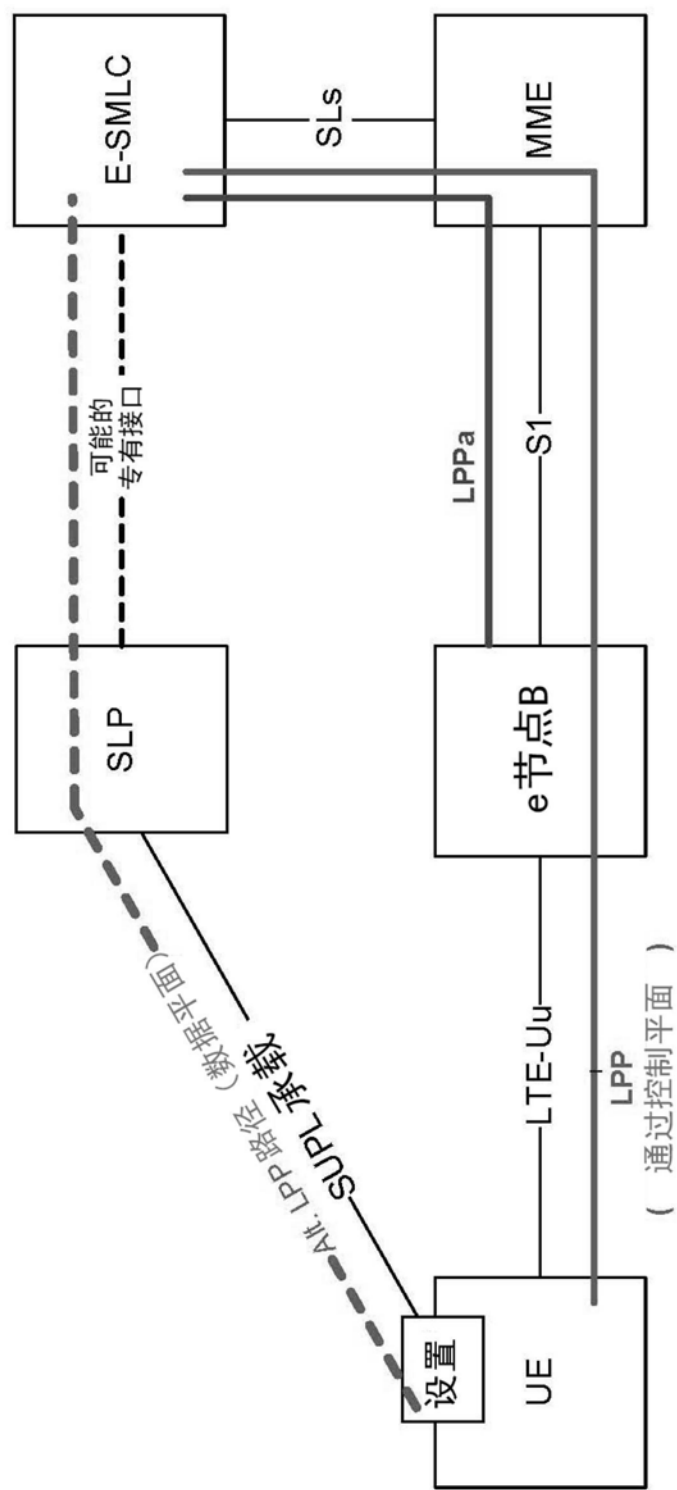 E-SMLC
MME
SLs
可能的
专有接口
LPPa
S1
SLP
e节点B
Alt. LPP路径（数据平面）
SUPL承载
LTE-Uu
LPP
（ 通过控制平面 ）
设置
UE